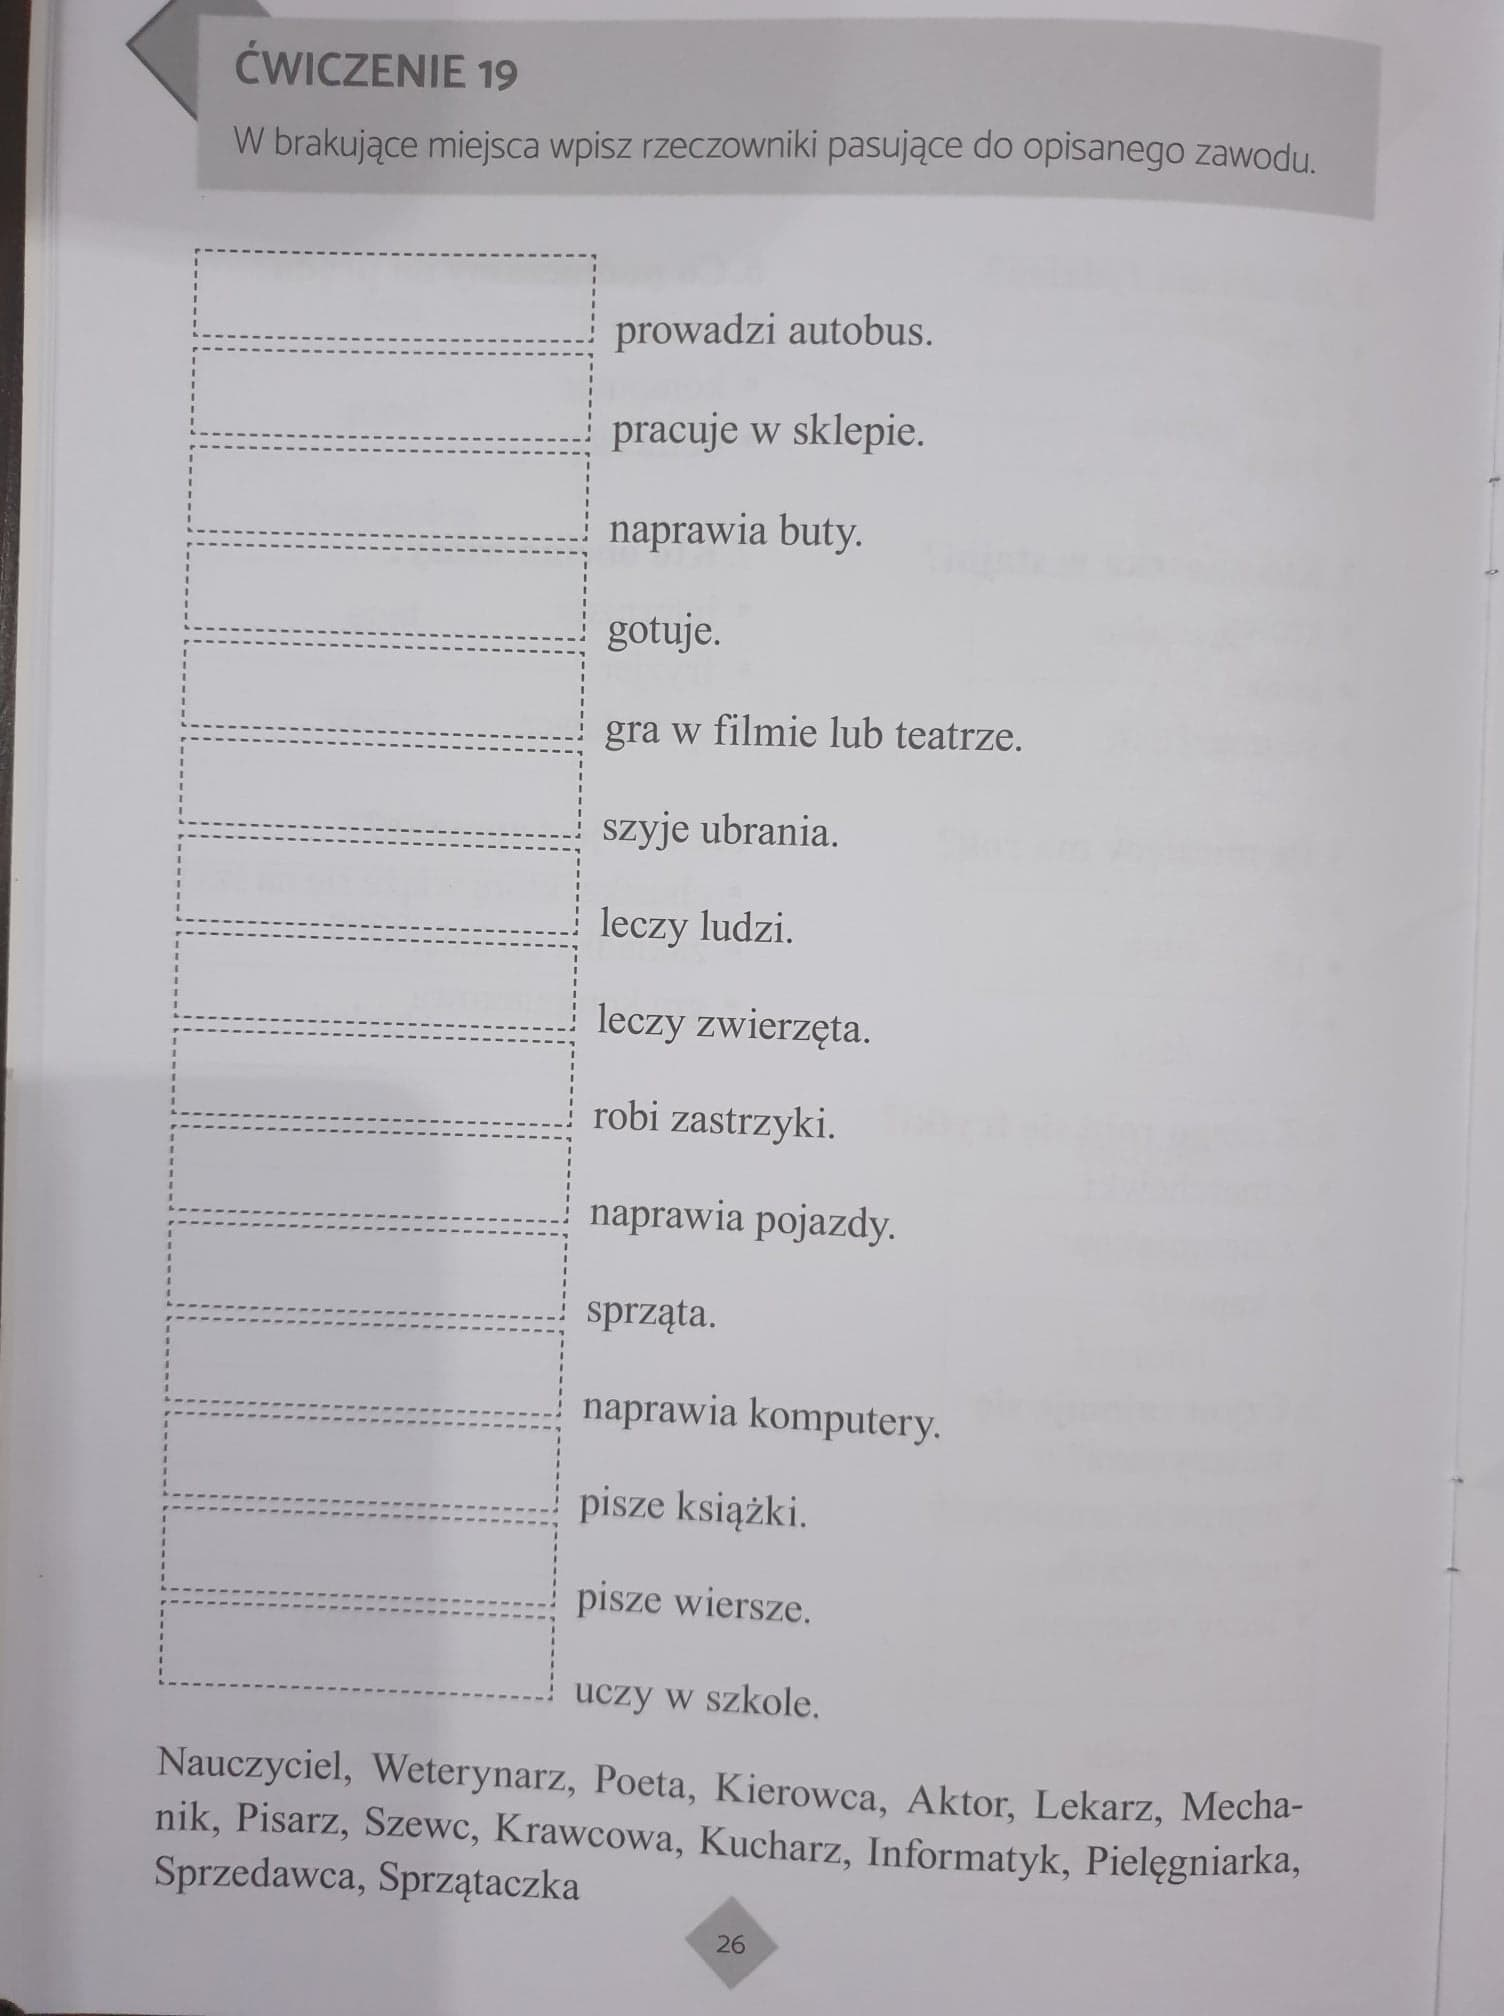 ĆWICZENIE 19
W brakujące miejsca wpisz rzeczowniki pasujące do opisanego zawodu.
prowadzi autobus.
pracuje w sklepie.
naprawia buty.
gotuje.
gra w filmie lub teatrze.
szyje ubrania.
leczy ludzi.
leczy zwierzęta.
robi zastrzyki.
naprawia pojazdy.
sprząta.
naprawia komputery.
pisze książki.
pisze wiersze.
uczy w szkole.
Nauczyciel, Weterynarz, Poeta, Kierowca, Aktor, Lekarz, Mecha-
nik, Pisarz, Szewc, Krawcowa, Kucharz, Informatyk, Pielęgniarka,
Sprzedawca, Sprzątaczka
26